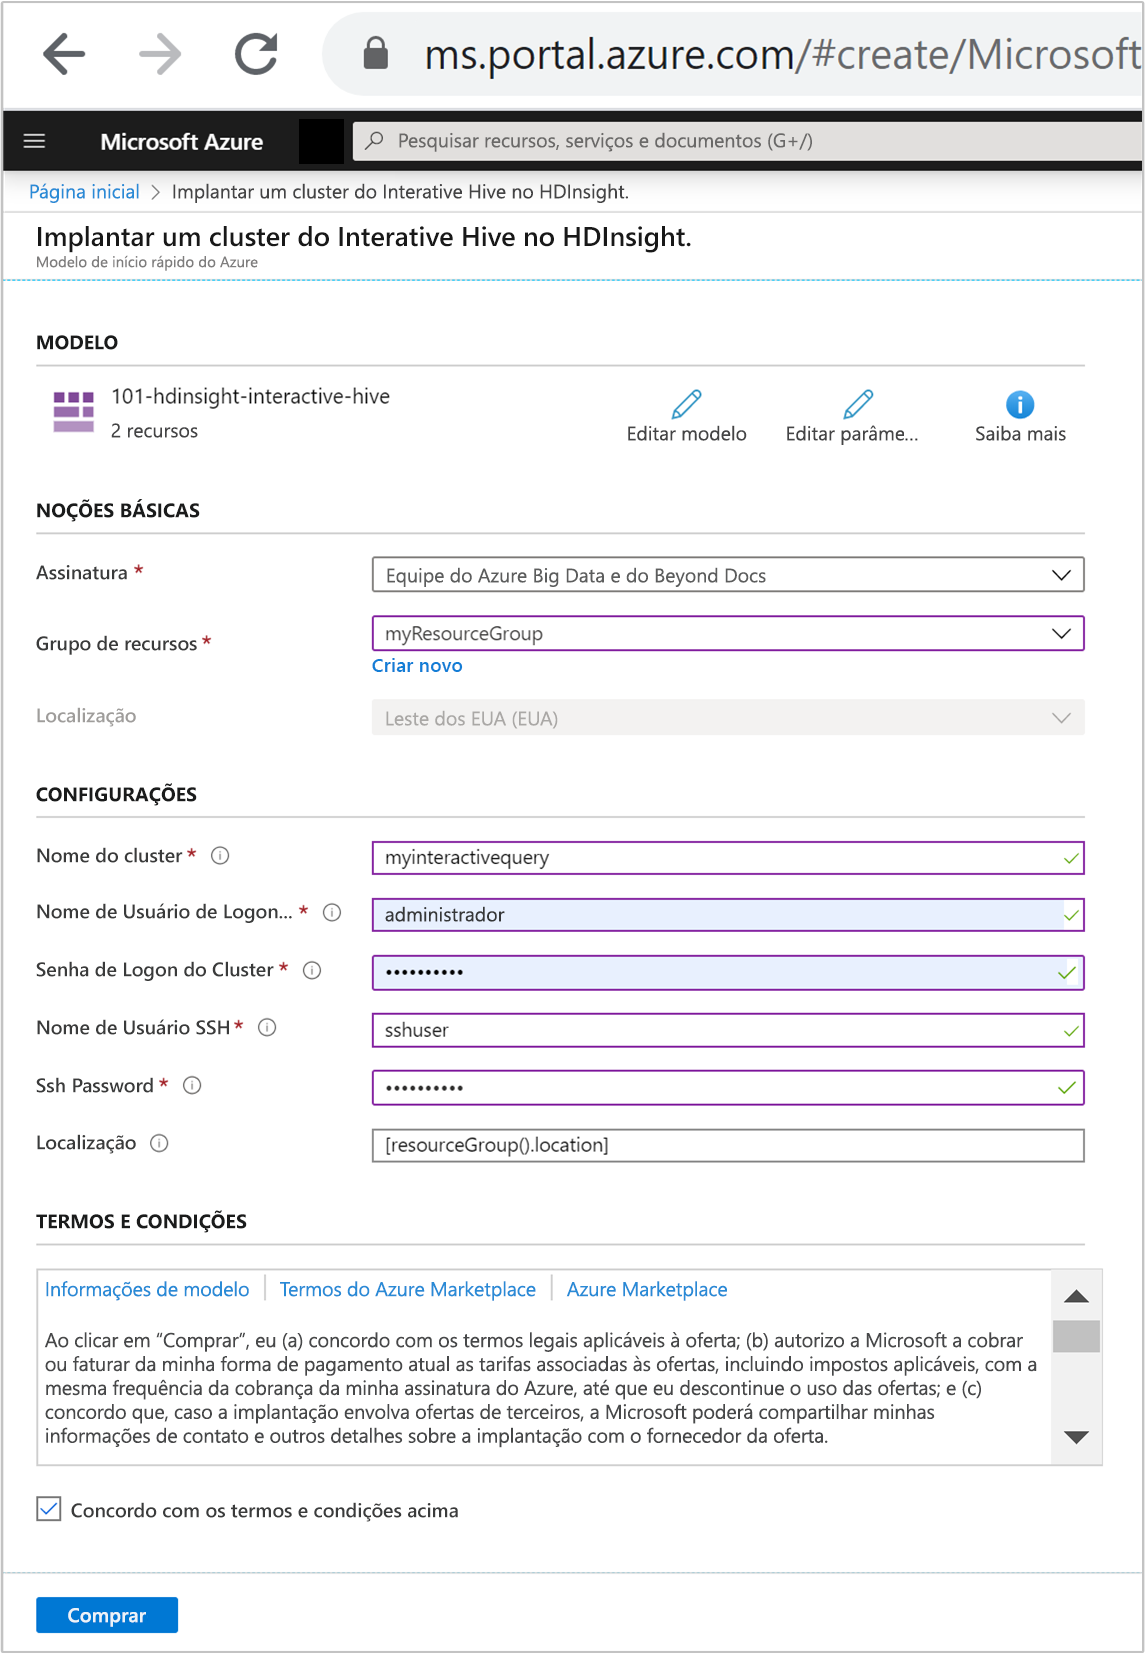 ms.portal.azure.com/#create/Microsoft
Microsoft Azure
Pesquisar recursos, serviços e documentos (G+/)
Página inicial > Implantar um cluster do Interative Hive no HDInsight.
Implantar um cluster do Interative Hive no HDInsight.
Modelo de início rápido do Azure
MODELO
101-hdinsight-interactive-hive
2 recursos
Editar modelo
Editar parâme...
Saiba mais
NOÇÕES BÁSICAS
Assinatura *
Equipe do Azure Big Data e do Beyond Docs
Grupo de recursos *
myResourceGroup
Criar novo
Localização
Leste dos EUA (EUA)
CONFIGURAÇÕES
Nome do cluster *
myinteractivequery
Nome de Usuário de Logon... *
administrador
Senha de Logon do Cluster *
••••••••••
Nome de Usuário SSH *
sshuser
Ssh Password *
••••••••••
Localização
[resourceGroup().location]
TERMOS E CONDIÇÕES
Informações de modelo | Termos do Azure Marketplace | Azure Marketplace
Ao clicar em “Comprar”, eu (a) concordo com os termos legais aplicáveis à oferta; (b) autorizo a Microsoft a cobrar
ou faturar da minha forma de pagamento atual as tarifas associadas às ofertas, incluindo impostos aplicáveis, com a
mesma frequência da cobrança da minha assinatura do Azure, até que eu descontinue o uso das ofertas; e (c)
concordo que, caso a implantação envolva ofertas de terceiros, a Microsoft poderá compartilhar minhas
informações de contato e outros detalhes sobre a implantação com o fornecedor da oferta.
Concordo com os termos e condições acima
Comprar